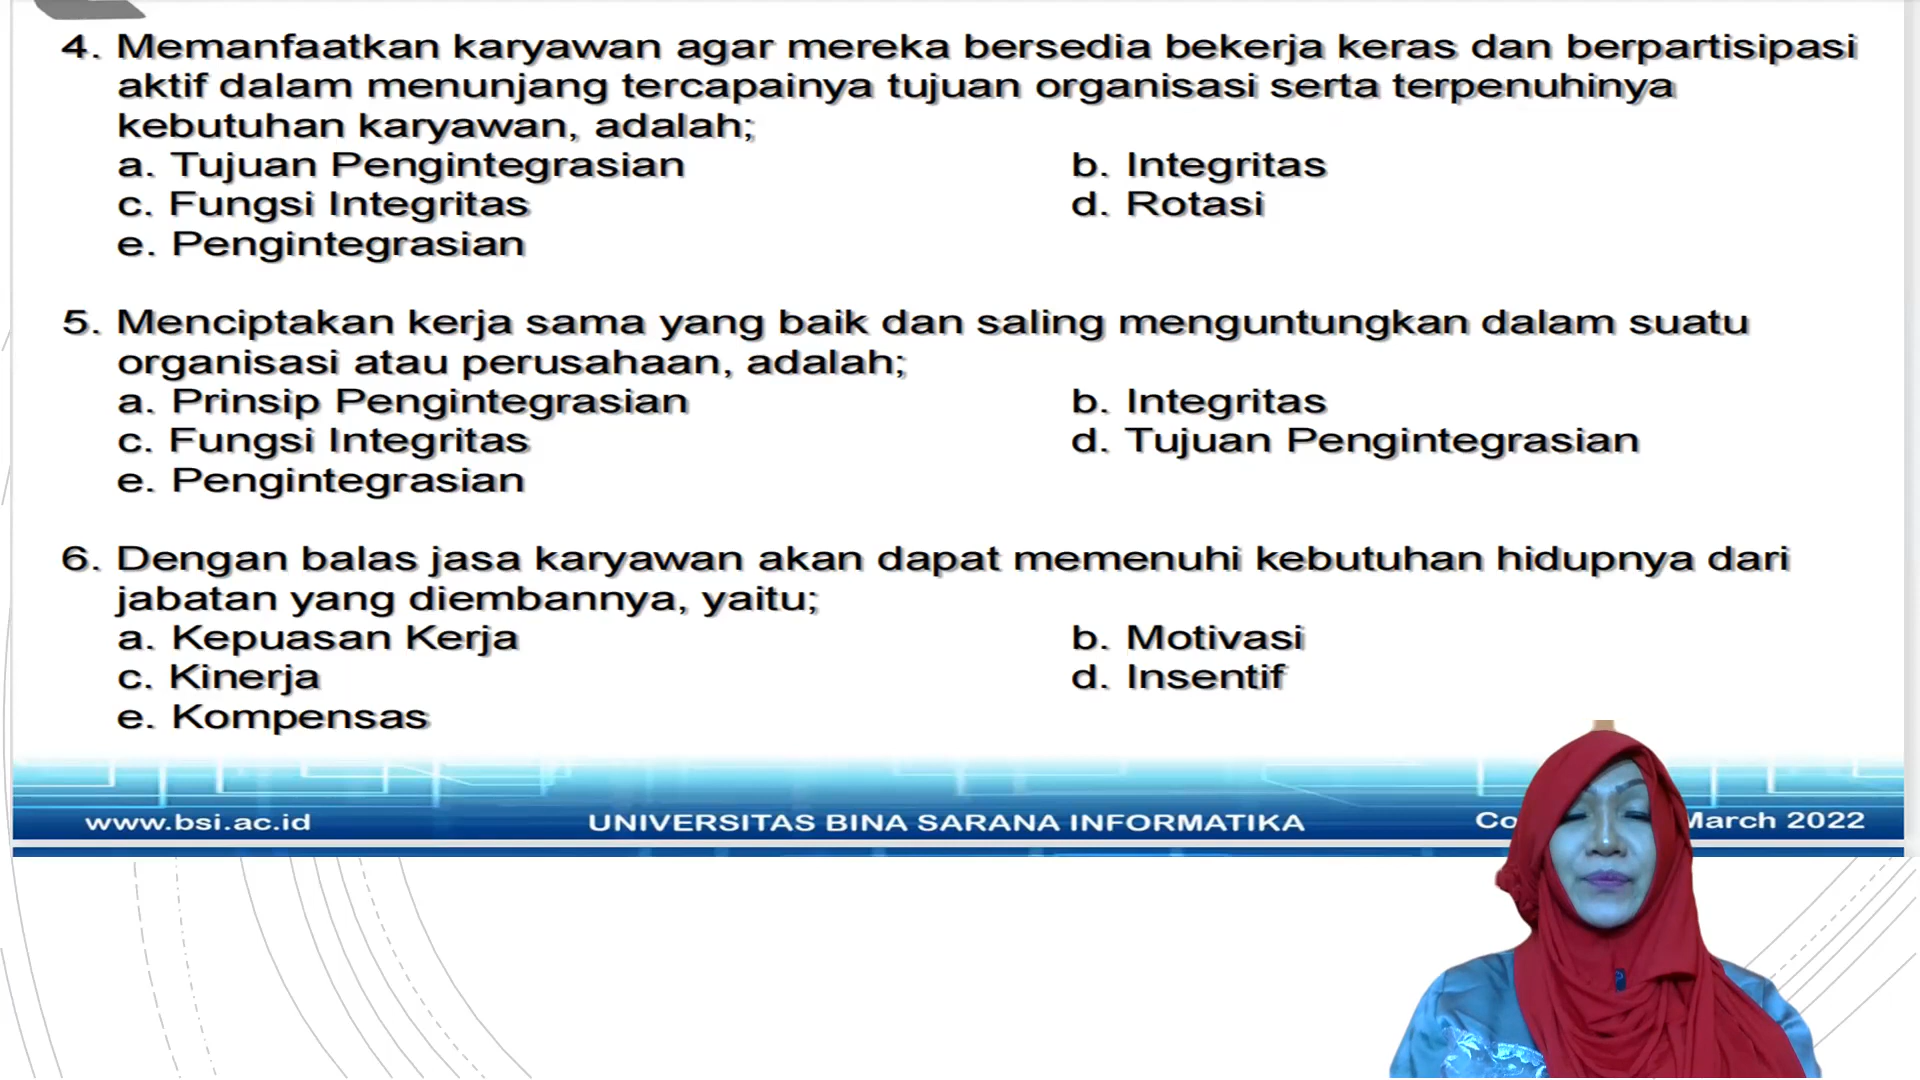 4. Memanfaatkan karyawan agar mereka bersedia bekerja keras dan berpartisipasi
aktif dalam menunjang tercapainya tujuan organisasi serta terpenuhinya
kebutuhan karyawan, adalah;
a. Tujuan Pengintegrasian b. Integritas
c. Fungsi Integritas d. Rotasi
e. Pengintegrasian
5. Menciptakan kerja sama yang baik dan saling menguntungkan dalam suatu
organisasi atau perusahaan, adalah;
a. Prinsip Pengintegrasian b. Integritas
c. Fungsi Integritas d. Tujuan Pengintegrasian
e. Pengintegrasian
6. Dengan balas jasa karyawan akan dapat memenuhi kebutuhan hidupnya dari
jabatan yang diembannya, yaitu;
a. Kepuasan Kerja b. Motivasi
c. Kinerja d. Insentif
e. Kompensas
www.bsi.ac.id UNIVERSITAS BINA SARANA INFORMATIKA March 2022